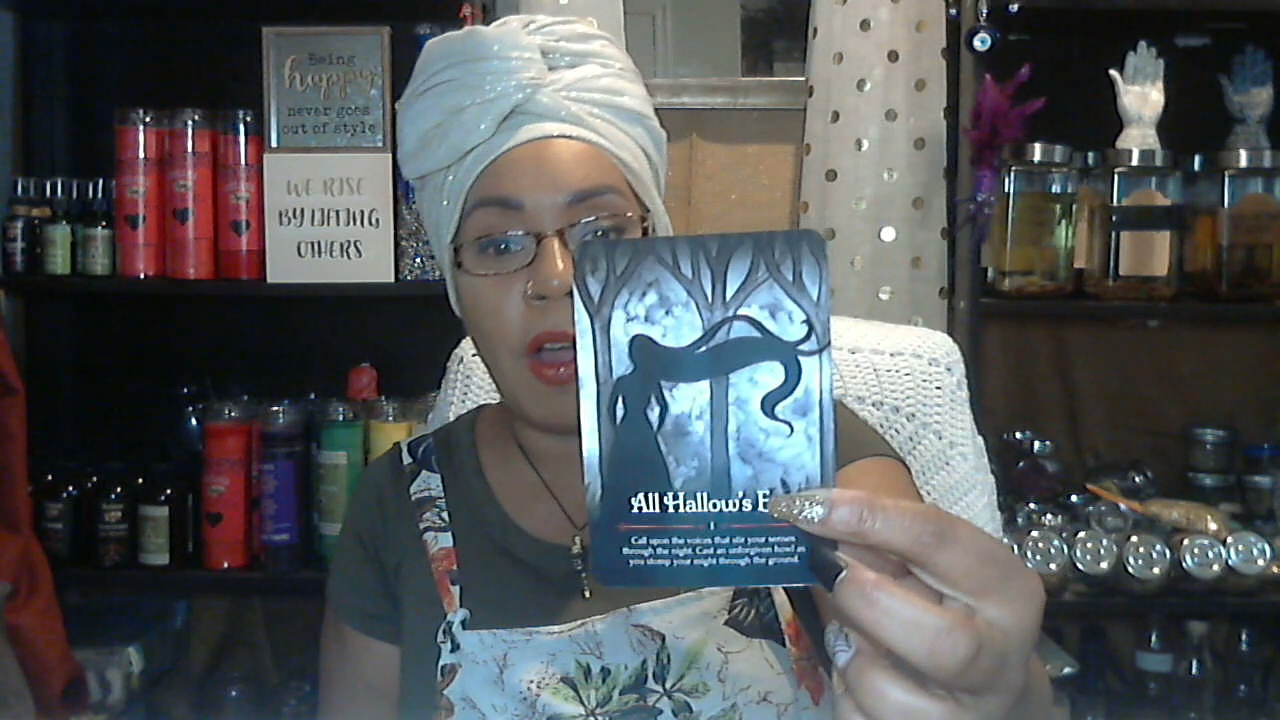 Being
happy
never goes
out of style
WE RISE
BY LIFTING
OTHERS
All Hallow's E
1
Call upon the voices that stir your senses
through the night. Cast an unforgiven howl as
you stomp your might through the ground.